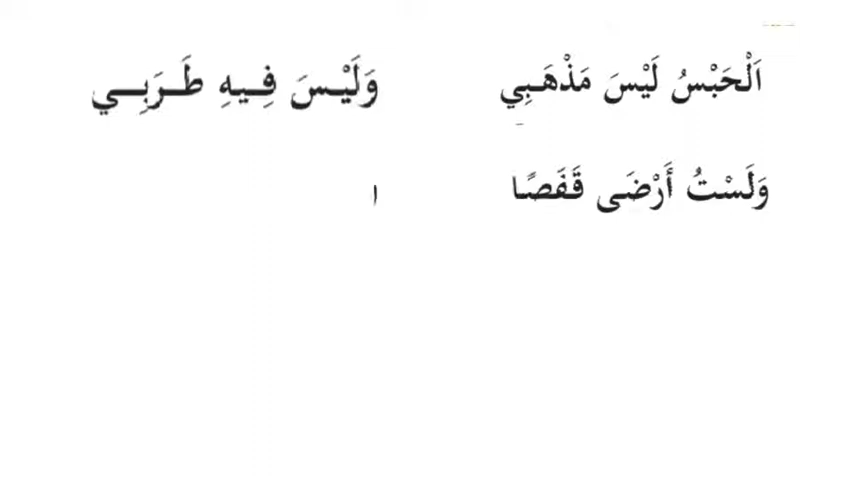 اَلْحَبْسُ لَيْسَ مَذْهَبِي وَلَيْسَ فِيهِ طَرَبِي
وَلَسْتُ أَرْضَى قَفَصًا ا